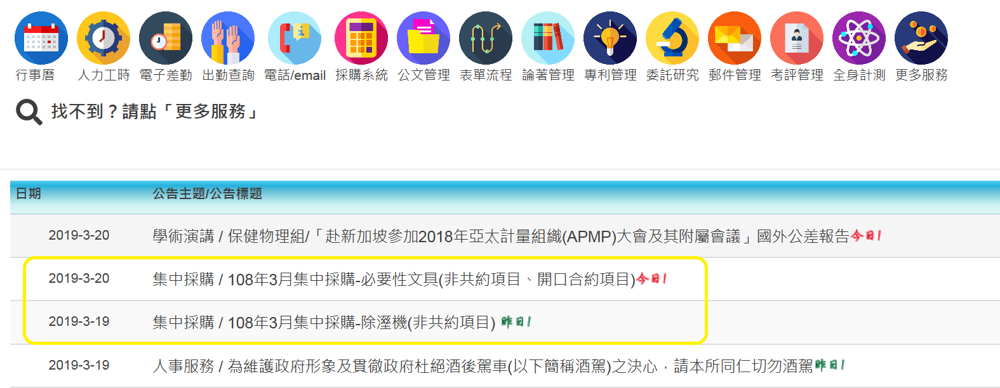 行事曆 人力工時 電子差勤 出勤查詢 電話/email 採購系統 公文管理 表單流程 論著管理 專利管理 委託研究 郵件管理 考評管理 全身計測 更多服務
找不到？請點「更多服務」
日期 公告主題/公告標題
2019-3-20 學術演講 / 保健物理組/「赴新加坡參加2018年亞太計量組織(APMP)大會及其附屬會議」國外公差報告今日!
2019-3-20 集中採購 / 108年3月集中採購-必要性文具(非共約項目、開口合約項目)今日!
2019-3-19 集中採購 / 108年3月集中採購-除溼機(非共約項目) 昨日!
2019-3-19 人事服務 / 為維護政府形象及貫徹政府杜絕酒後駕車(以下簡稱酒駕)之決心，請本所同仁切勿酒駕昨日!